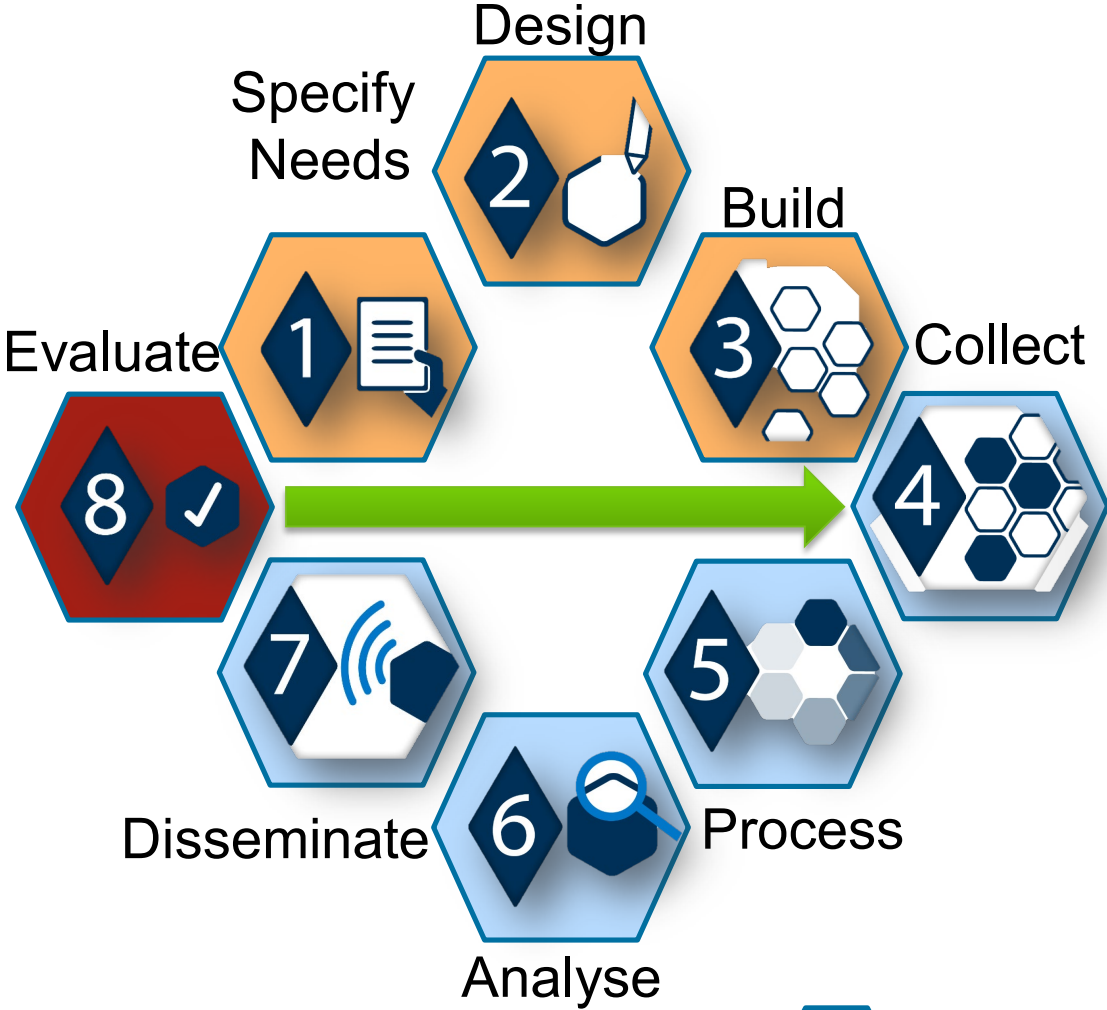 Design
Specify
Needs
2
Build
1
3
Evaluate
Collect
8
4
7
5
6
Disseminate
Process
Analyse